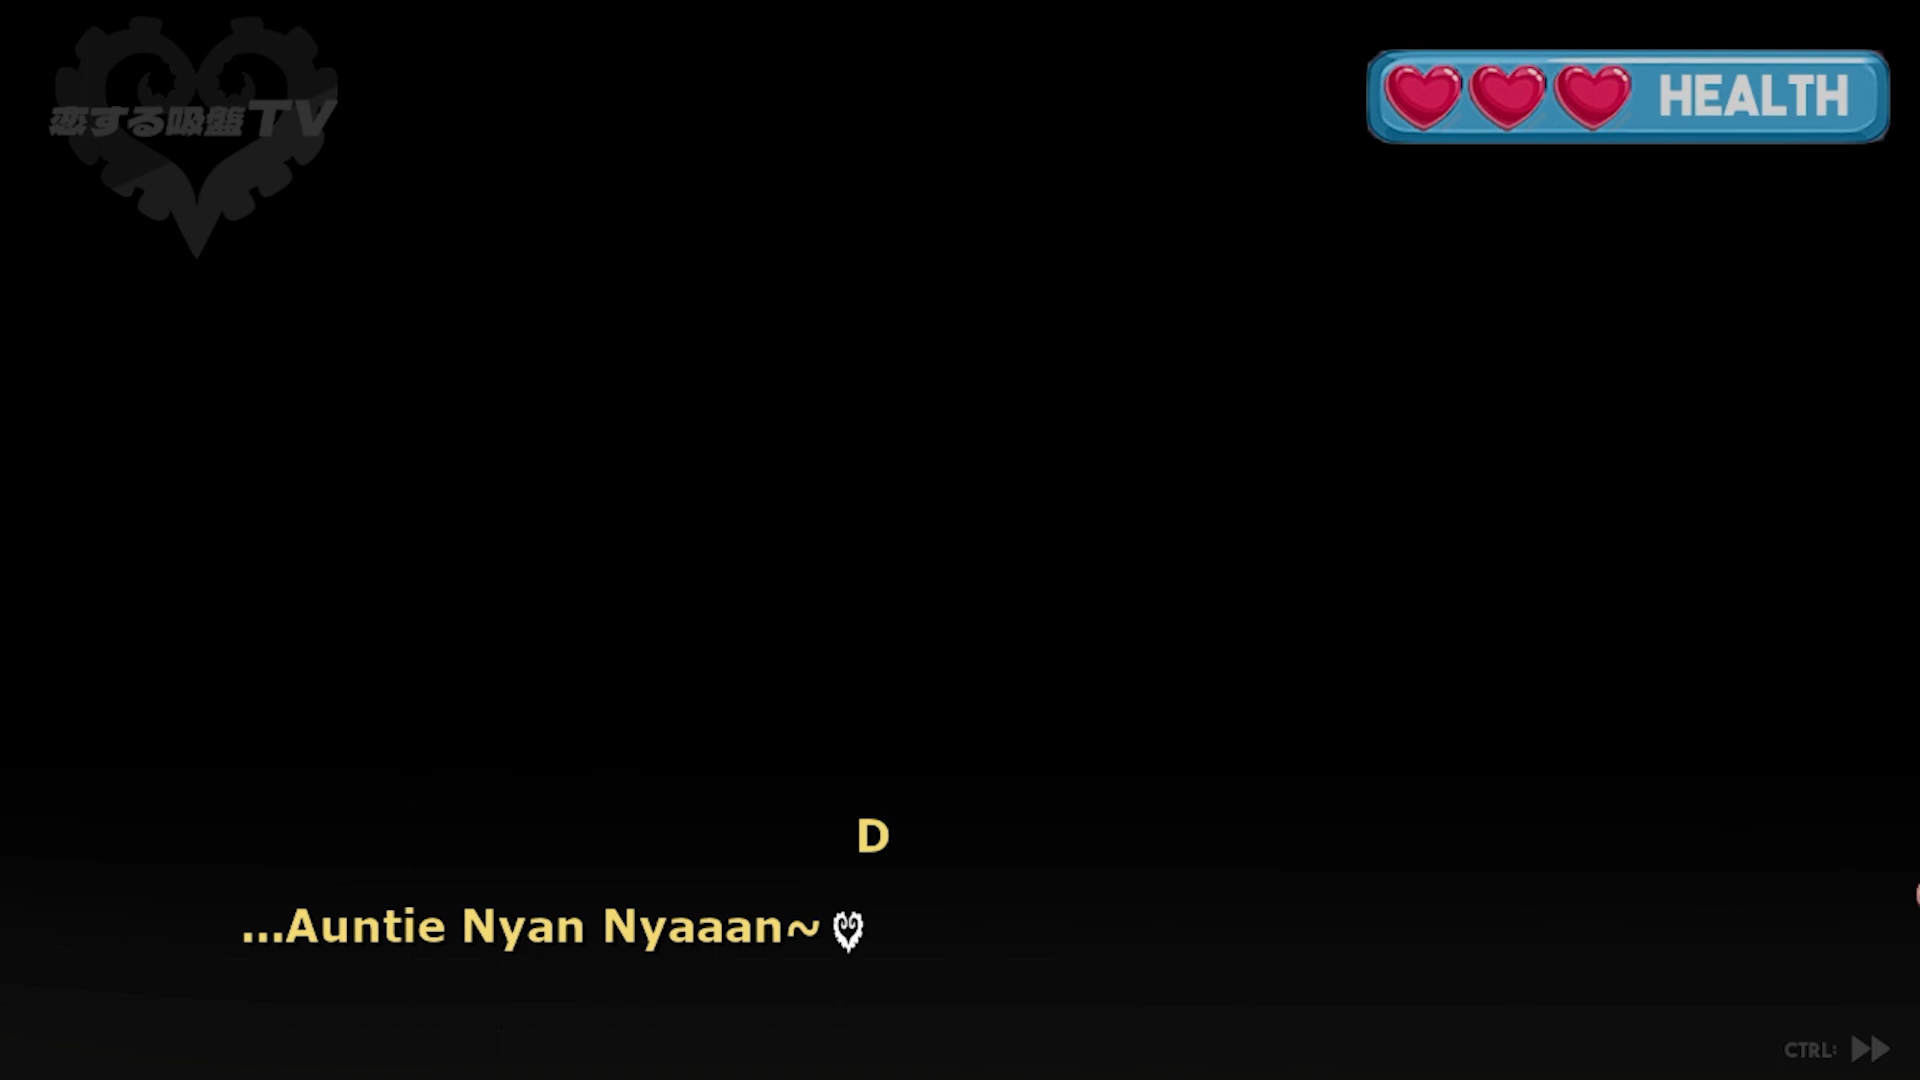 恋する吸盤TV
HEALTH
D
...Auntie Nyan Nyaaan~
CTRL: